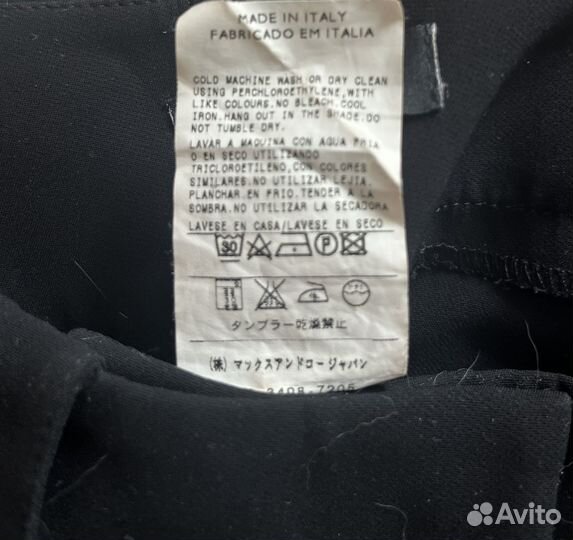 MADE IN ITALY
FABRICADO EM ITALIA
COLD MACHINE WASH OR DRY CLEAN
USING PERCHLOROETHYLENE,WITH
LIKE COLOURS.NO BLEACH.COOL
IRON.HANG OUT IN THE SHADE.DO
NOT TUMBLE DRY.
LAVAR A MAQUINA CON AGUA FRIA
O EN SECO UTILIZANDO
TRICLOROETILENO,CON COLORES
SIMILARES.NO UTILIZAR LEJIA
PLANCHAR EN FRIO.TENDER A LA
SOMBRA.NO UTILIZAR LA SECADORA
LAVESE EN CASA/LAVESE EN SECO
30 P
タンブラー乾燥禁止
(株)マックスアンドコージャパン
3408-7205
Avito